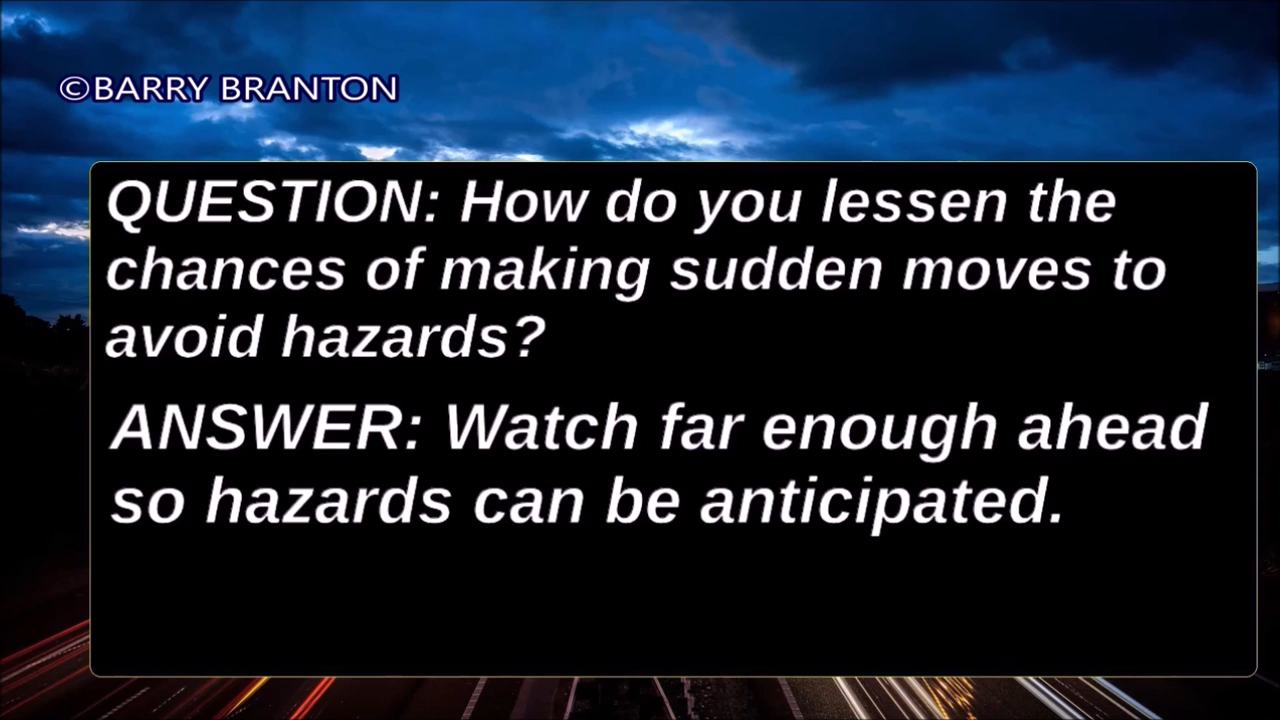 ©BARRY BRANTON
QUESTION: How do you lessen the
chances of making sudden moves to
avoid hazards?
ANSWER: Watch far enough ahead
so hazards can be anticipated.